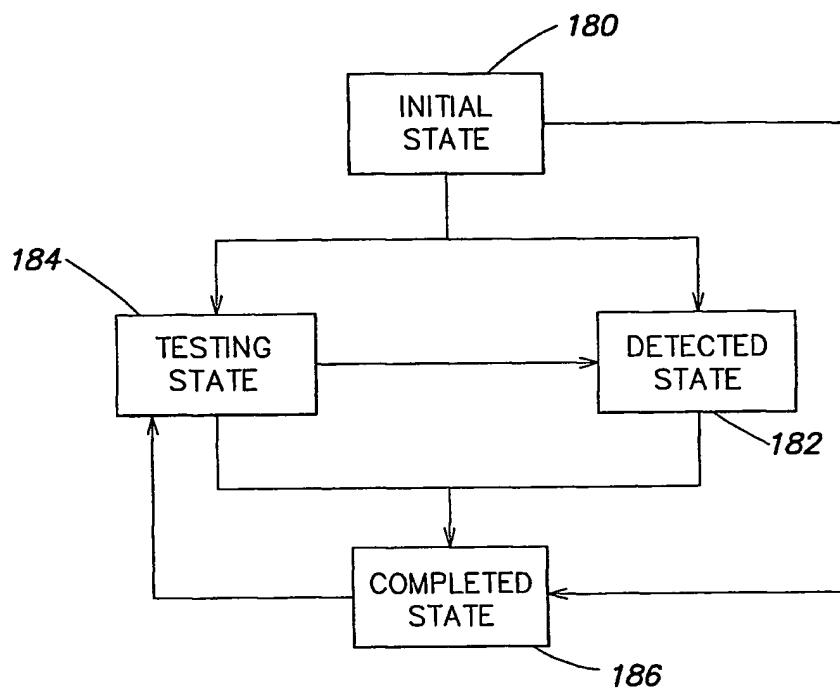 180
INITIAL
STATE
184
TESTING
STATE
DETECTED
STATE
182
COMPLETED
STATE
186